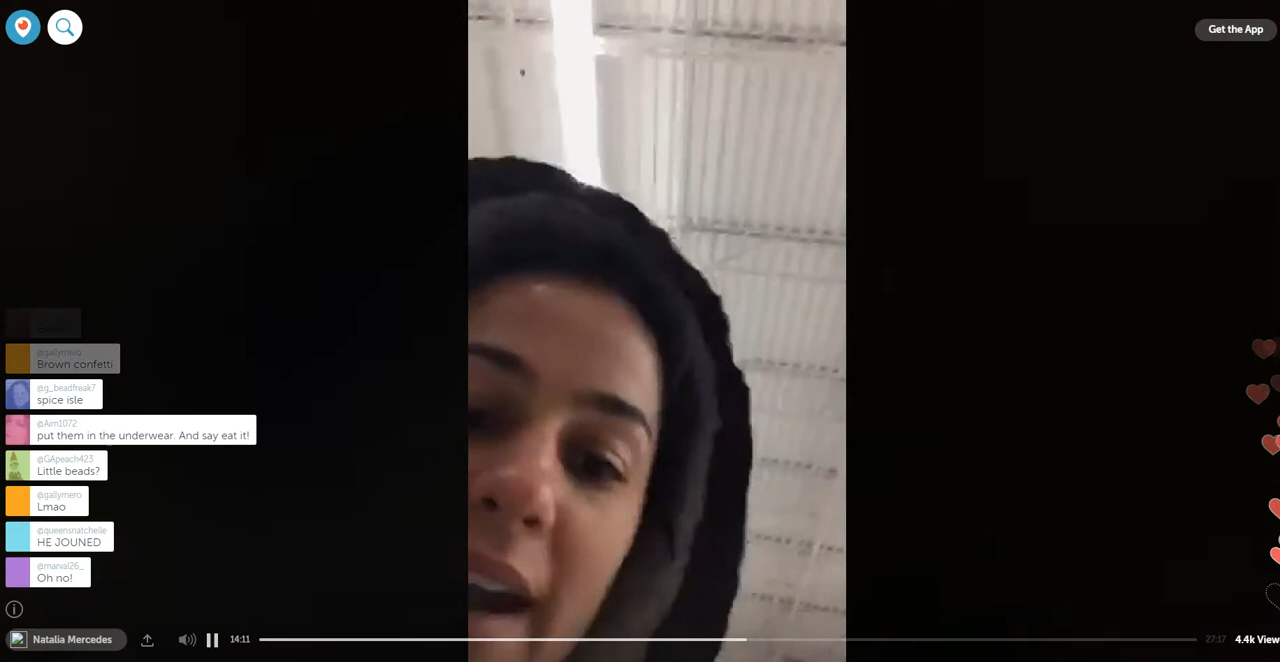 Get the App
@gallymero
Brown confetti
@g_beadfreak7
spice isle
@Aim1072
put them in the underwear. And say eat it!
@GApeach423
Little beads?
@gallymero
Lmao
@queensnatchelle
HE JOUNED
@marval26_
Oh no!
Natalia Mercedes
14:11
27:17
4.4k View